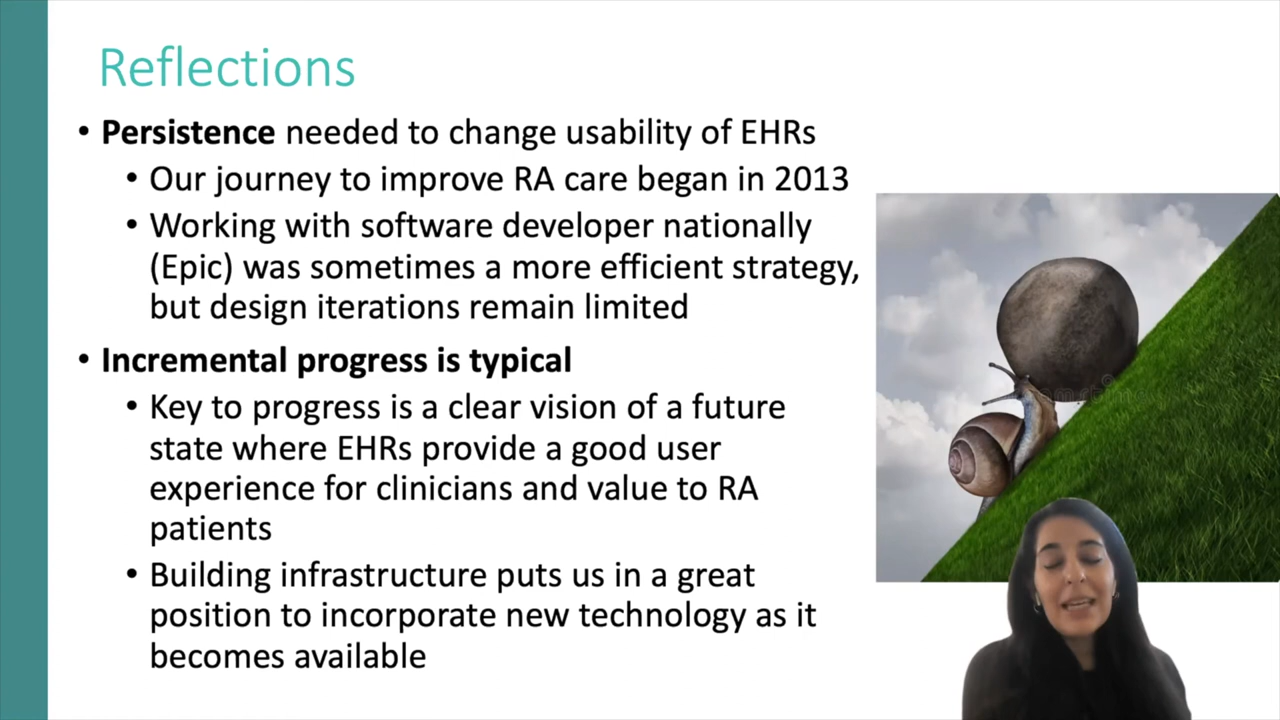 Reflections
• Persistence needed to change usability of EHRs
• Our journey to improve RA care began in 2013
• Working with software developer nationally
(Epic) was sometimes a more efficient strategy,
but design iterations remain limited
• Incremental progress is typical
• Key to progress is a clear vision of a future
state where EHRs provide a good user
experience for clinicians and value to RA
patients
• Building infrastructure puts us in a great
position to incorporate new technology as it
becomes available